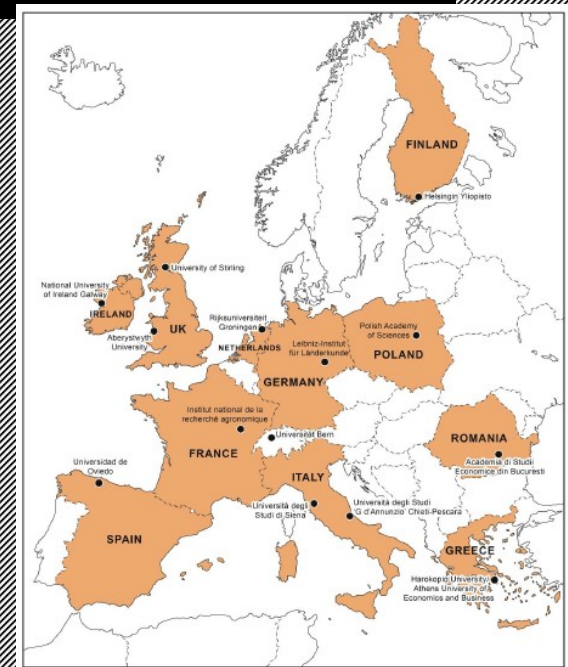 FINLAND
Helsingin Yliopisto
University of Stirling
National University
of Ireland Galway
IRELAND
UK
Aberystwyth
University
Rijksuniversiteit
Groningen
NETHERLANDS
Leibniz-Institut
für Länderkunde
GERMANY
Polish Academy
of Sciences
POLAND
Institut national de la
recherché agronomique
FRANCE
Universität Bern
ROMANIA
Academia di Studii
Economice din Bucuresti
Universidad de
Oviedo
SPAIN
ITALY
Università degli
Studi di Siena
Università degli Studi
'G d'Annunzio' Chieti-Pescara
GREECE
Harokopio University/
Athens University of
Economics and Business